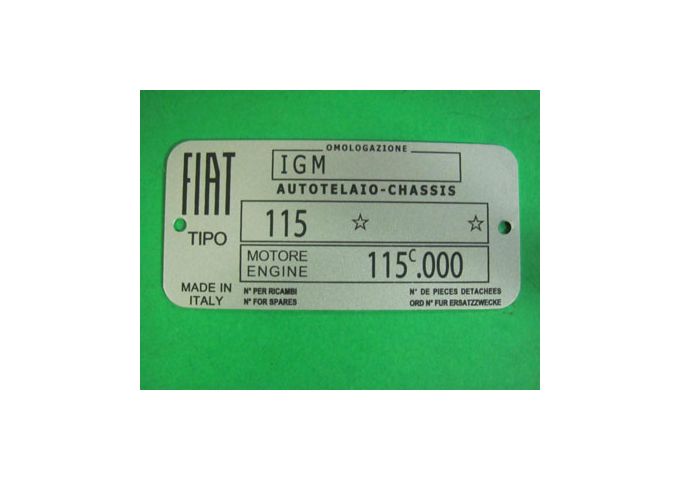 OMOLOGAZIONE
FIAT
IGM
AUTOTELAIO-CHASSIS
TIPO
115 ☆ ☆
MOTORE
ENGINE
115ᶜ.000
MADE IN
ITALY
N° PER RICAMBI
N° FOR SPARES
N° DE PIECES DETACHEES
ORD N° FUR ERSATZZWECKE